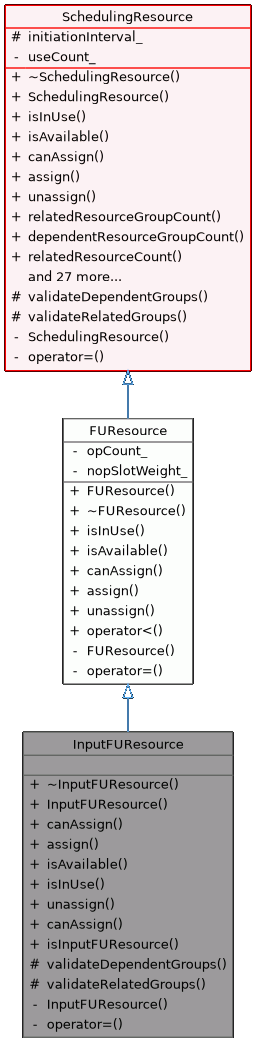 SchedulingResource
# initiationInterval_
- useCount_
+ ~SchedulingResource()
+ SchedulingResource()
+ isInUse()
+ isAvailable()
+ canAssign()
+ assign()
+ unassign()
+ relatedResourceGroupCount()
+ dependentResourceGroupCount()
+ relatedResourceCount()
and 27 more...
# validateDependentGroups()
# validateRelatedGroups()
- SchedulingResource()
- operator=()
FUResource
- opCount_
- nopSlotWeight_
+ FUResource()
+ ~FUResource()
+ isInUse()
+ isAvailable()
+ canAssign()
+ assign()
+ unassign()
+ operator<()
- FUResource()
- operator=()
InputFUResource
+ ~InputFUResource()
+ InputFUResource()
+ canAssign()
+ assign()
+ isAvailable()
+ isInUse()
+ unassign()
+ canAssign()
+ isInputFUResource()
# validateDependentGroups()
# validateRelatedGroups()
- InputFUResource()
- operator=()